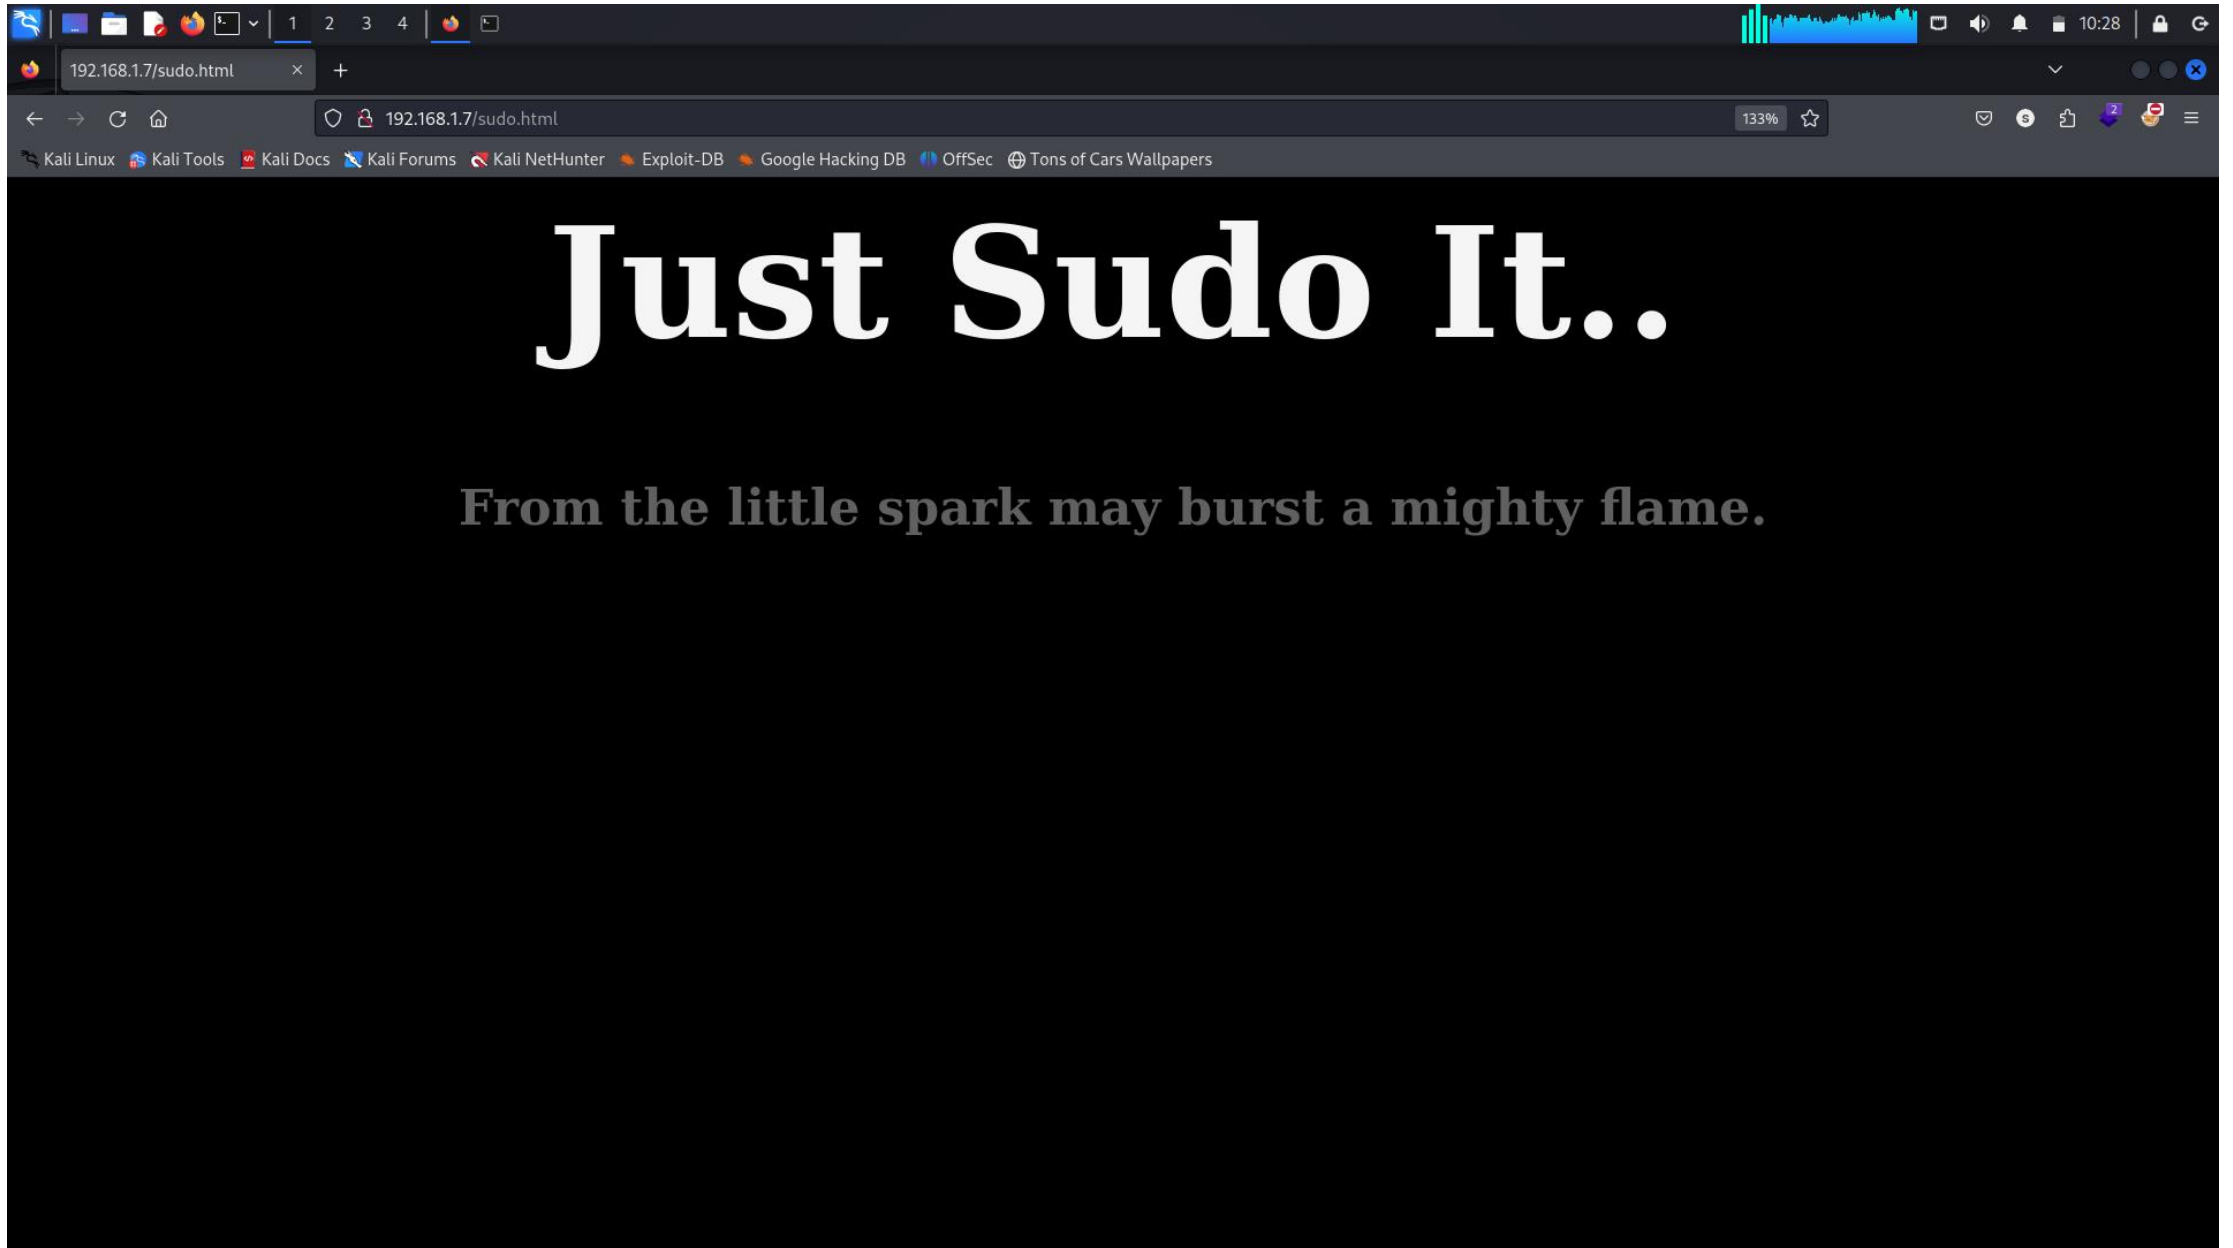 1 2 3 4 10:28
192.168.1.7/sudo.html
192.168.1.7/sudo.html 133% S 2
Kali Linux Kali Tools Kali Docs Kali Forums Kali NetHunter Exploit-DB Google Hacking DB OffSec Tons of Cars Wallpapers
Just Sudo It..
From the little spark may burst a mighty flame.